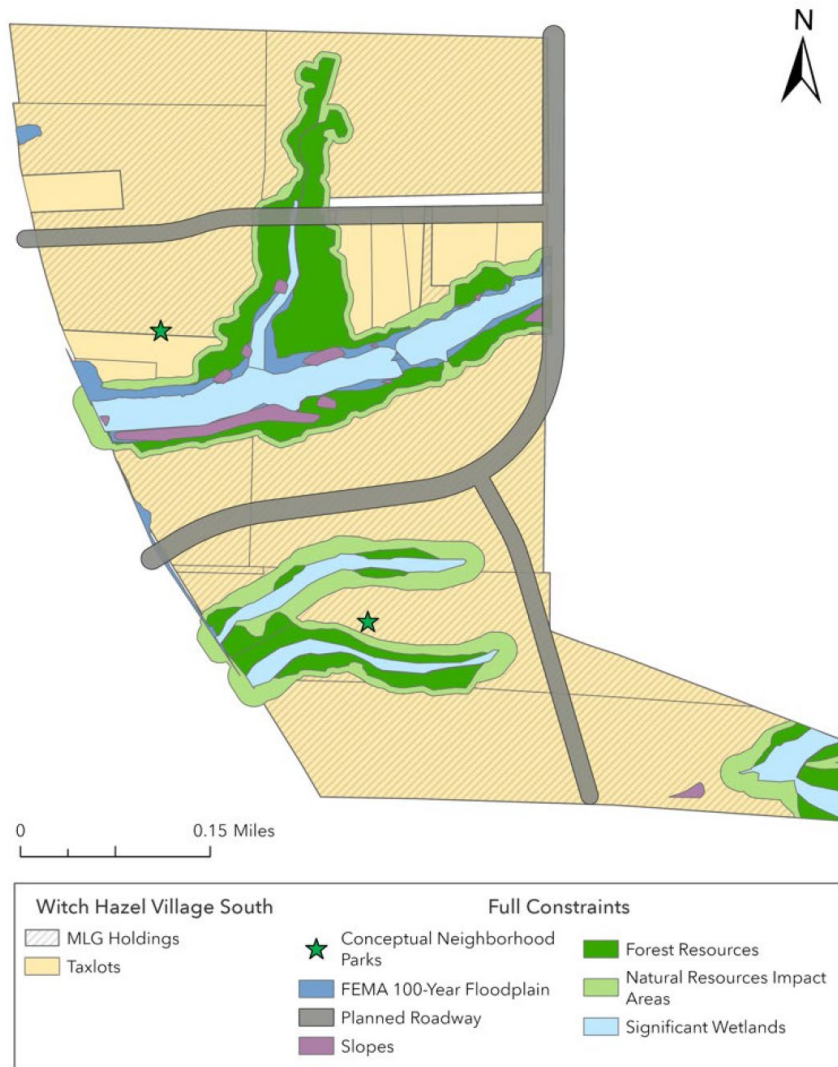 N
0
0.15 Miles
Witch Hazel Village South
MLG Holdings
Taxlots
Full Constraints
Conceptual Neighborhood
Parks
FEMA 100-Year Floodplain
Planned Roadway
Slopes
Forest Resources
Natural Resources Impact
Areas
Significant Wetlands